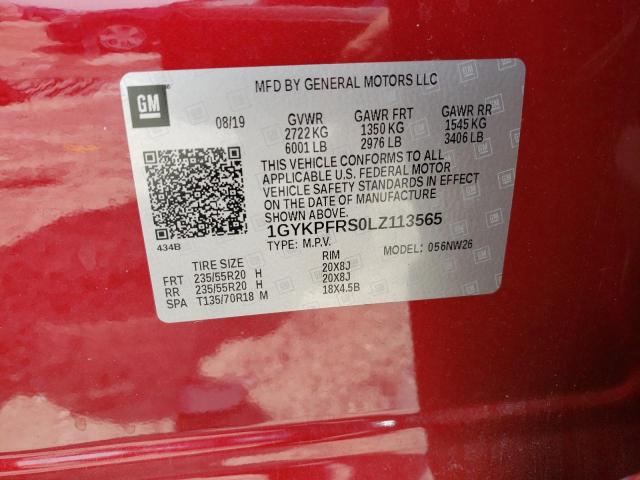 MFD BY GENERAL MOTORS LLC
GM
08/19 GVWR GAWR FRT GAWR RR
2722 KG 1350 KG 1545 KG
6001 LB 2976 LB 3406 LB
THIS VEHICLE CONFORMS TO ALL
APPLICABLE U.S. FEDERAL MOTOR
VEHICLE SAFETY STANDARDS IN EFFECT
ON THE DATE OF MANUFACTURE
SHOWN ABOVE.
1GYKPFRS0LZ113565
434B
TYPE: M.P.V. MODEL: 056NW26
TIRE SIZE RIM
FRT 235/55R20 H 20X8J
RR 235/55R20 H 20X8J
SPA T135/70R18 M 18X4.5B